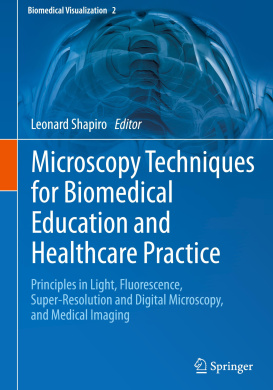 Biomedical Visualization 2
Leonard Shapiro Editor
Microscopy Techniques
for Biomedical
Education and
Healthcare Practice
Principles in Light, Fluorescence,
Super-Resolution and Digital Microscopy,
and Medical Imaging
Springer